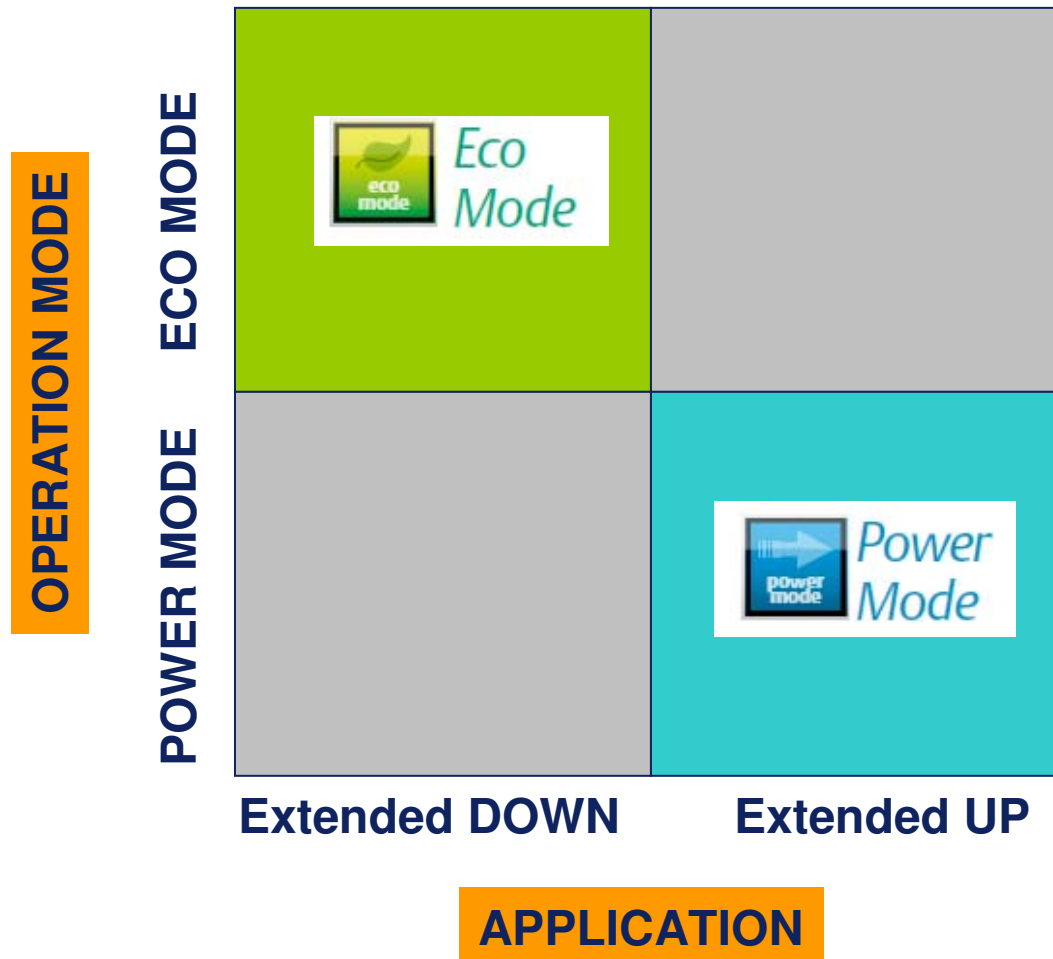 OPERATION MODE
ECO MODE
POWER MODE
eco
mode
Eco
Mode
power
mode
Power
Mode
Extended DOWN
Extended UP
APPLICATION